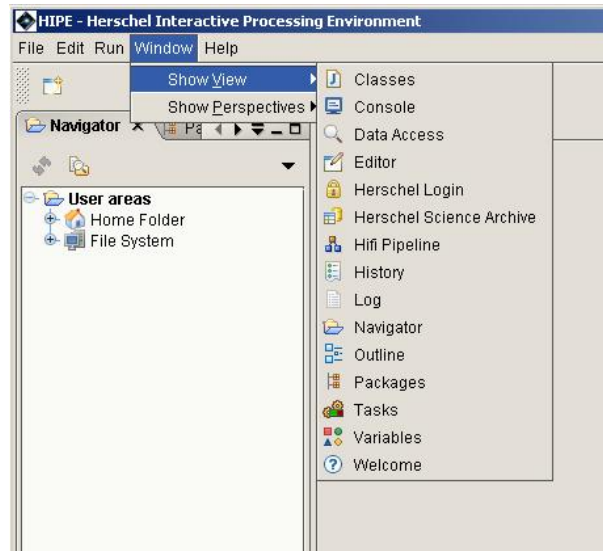 HIPE - Herschel Interactive Processing Environment
File Edit Run Window Help
Show View
Show Perspectives
Navigator Pa
User areas
Home Folder
File System
Classes
Console
Data Access
Editor
Herschel Login
Herschel Science Archive
Hifi Pipeline
History
Log
Navigator
Outline
Packages
Tasks
Variables
Welcome